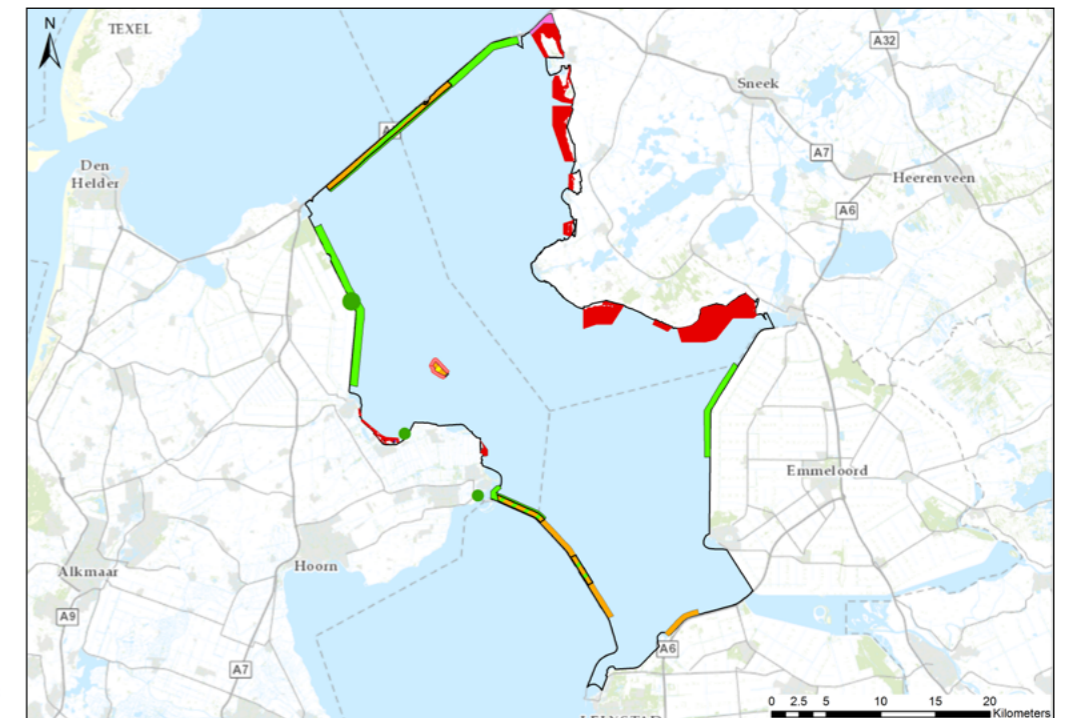 N
TEXEL
A32
Sneek
A7
Den
Helder
Heerenveen
A6
Emmeloord
Hoorn
Alkmaar
A9
A6
A7
0 2.5 5 10 15 20
Kilometers